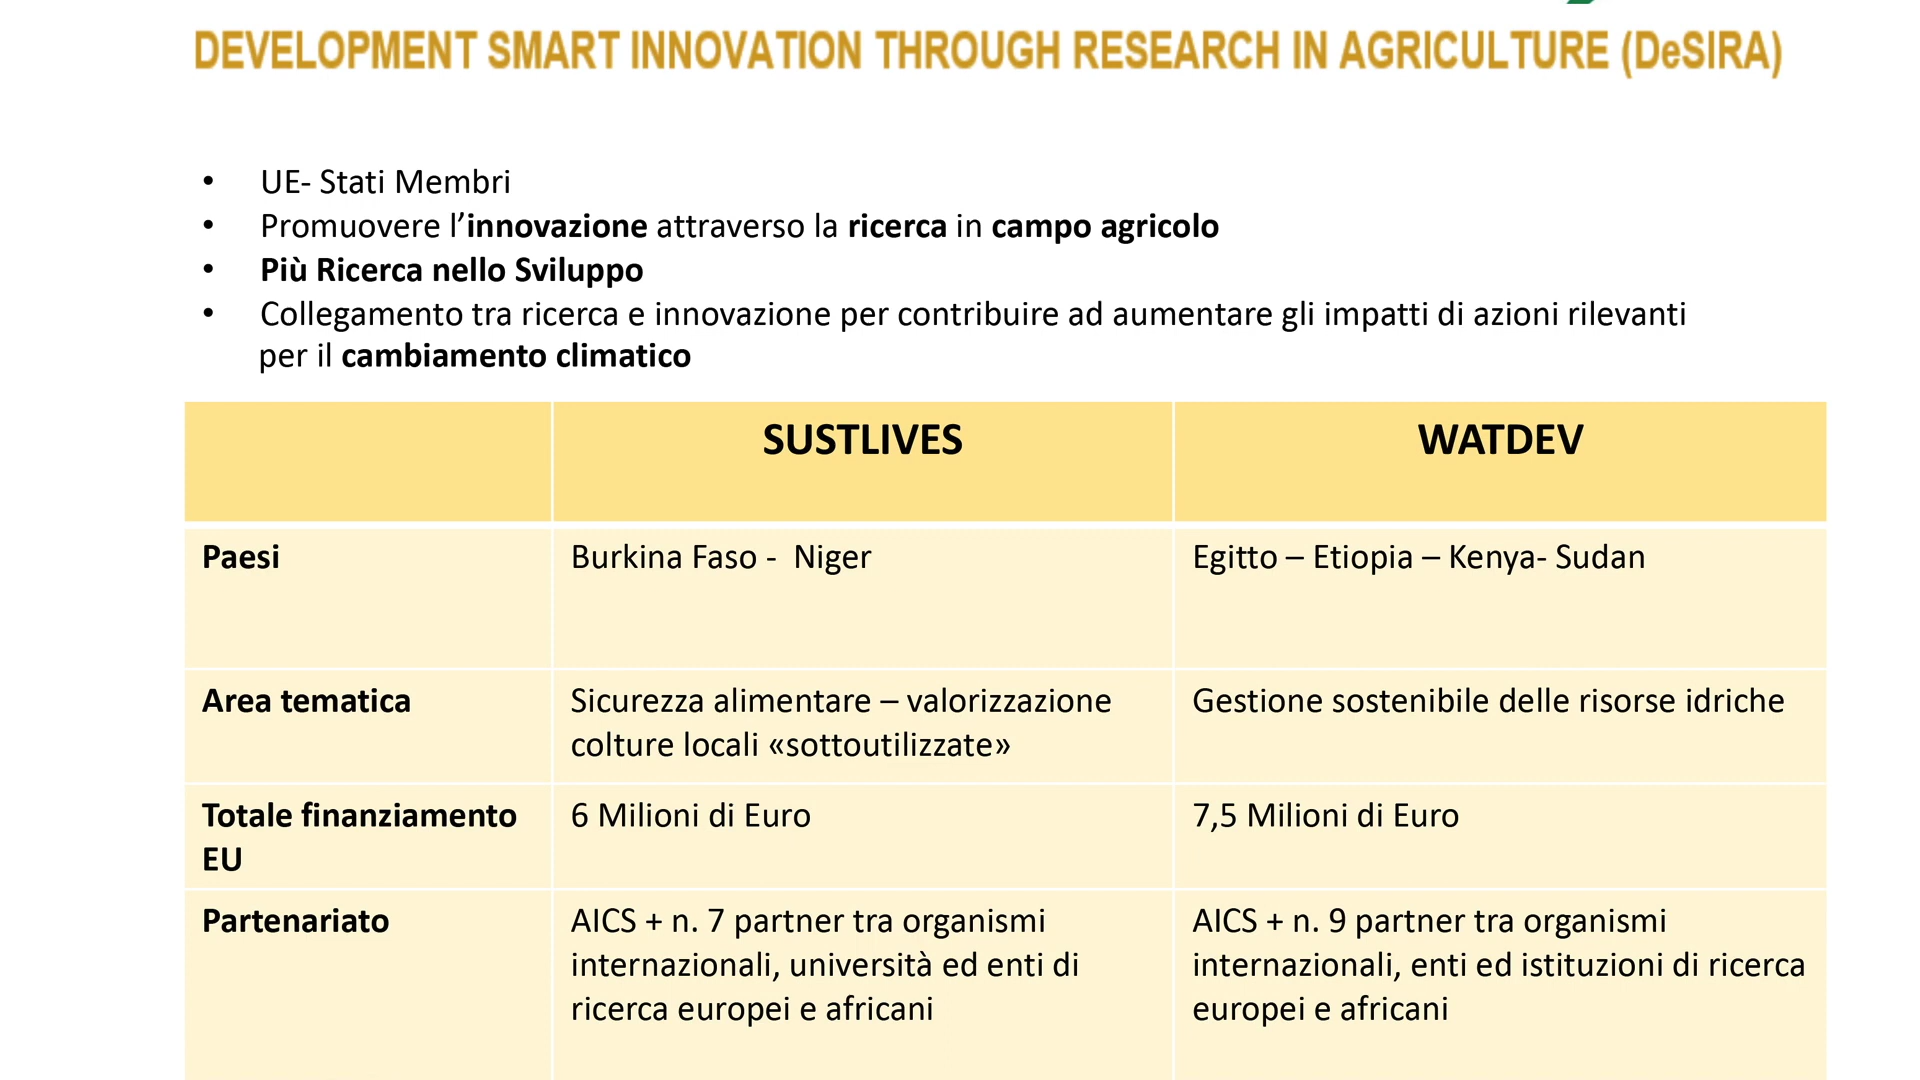 DEVELOPMENT SMART INNOVATION THROUGH RESEARCH IN AGRICULTURE (DeSIRA)
• UE- Stati Membri
• Promuovere l’innovazione attraverso la ricerca in campo agricolo
• Più Ricerca nello Sviluppo
• Collegamento tra ricerca e innovazione per contribuire ad aumentare gli impatti di azioni rilevanti
per il cambiamento climatico
SUSTLIVES
WATDEV
Paesi
Burkina Faso - Niger
Egitto – Etiopia – Kenya- Sudan
Area tematica
Sicurezza alimentare – valorizzazione
colture locali «sottoutilizzate»
Gestione sostenibile delle risorse idriche
Totale finanziamento
EU
6 Milioni di Euro
7,5 Milioni di Euro
Partenariato
AICS + n. 7 partner tra organismi
internazionali, università ed enti di
ricerca europei e africani
AICS + n. 9 partner tra organismi
internazionali, enti ed istituzioni di ricerca
europei e africani